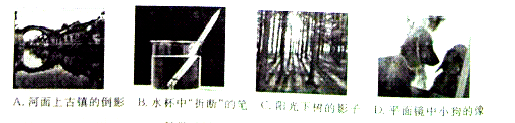 A. 河面上古镇的倒影 B. 水杯中“折断”的笔 C. 阳光下树的影子 D. 平面镜中小狗的像